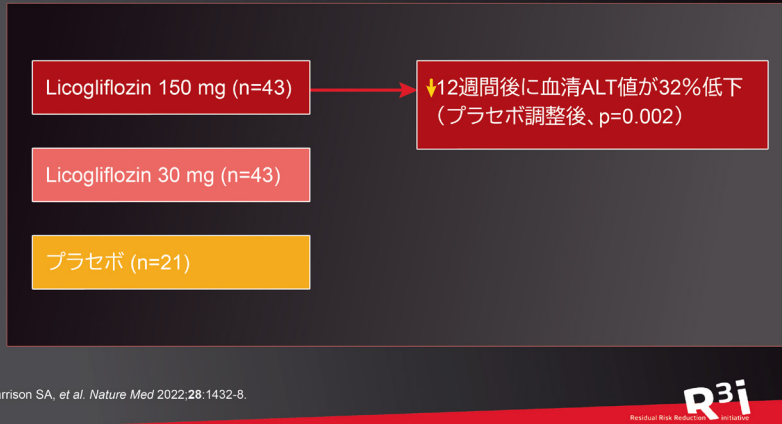 Licogliflozin 150 mg (n=43)
↓12週間後に血清ALT値が32%低下
（プラセボ調整後、p=0.002）
Licogliflozin 30 mg (n=43)
プラセボ (n=21)
rrison SA, et al. Nature Med 2022;28:1432-8.
R3i
Residual Risk Reduction initiative